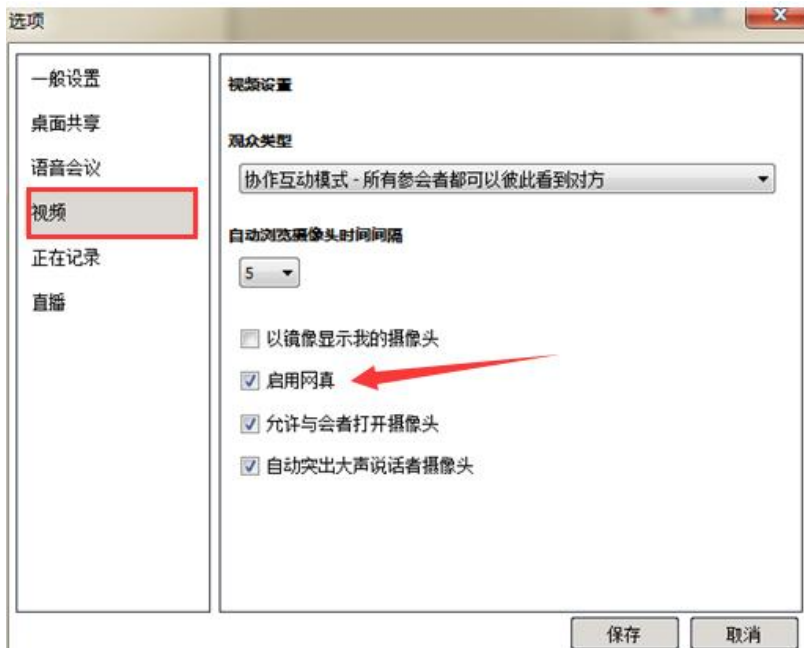 选项
一般设置
桌面共享
语音会议
视频
正在记录
直播
视频设置
观众类型
协作互动模式 - 所有参会者都可以彼此看到对方
自动浏览摄像头时间间隔
5
以镜像显示我的摄像头
启用网真
允许与会者打开摄像头
自动突出大声说话者摄像头
保存
取消